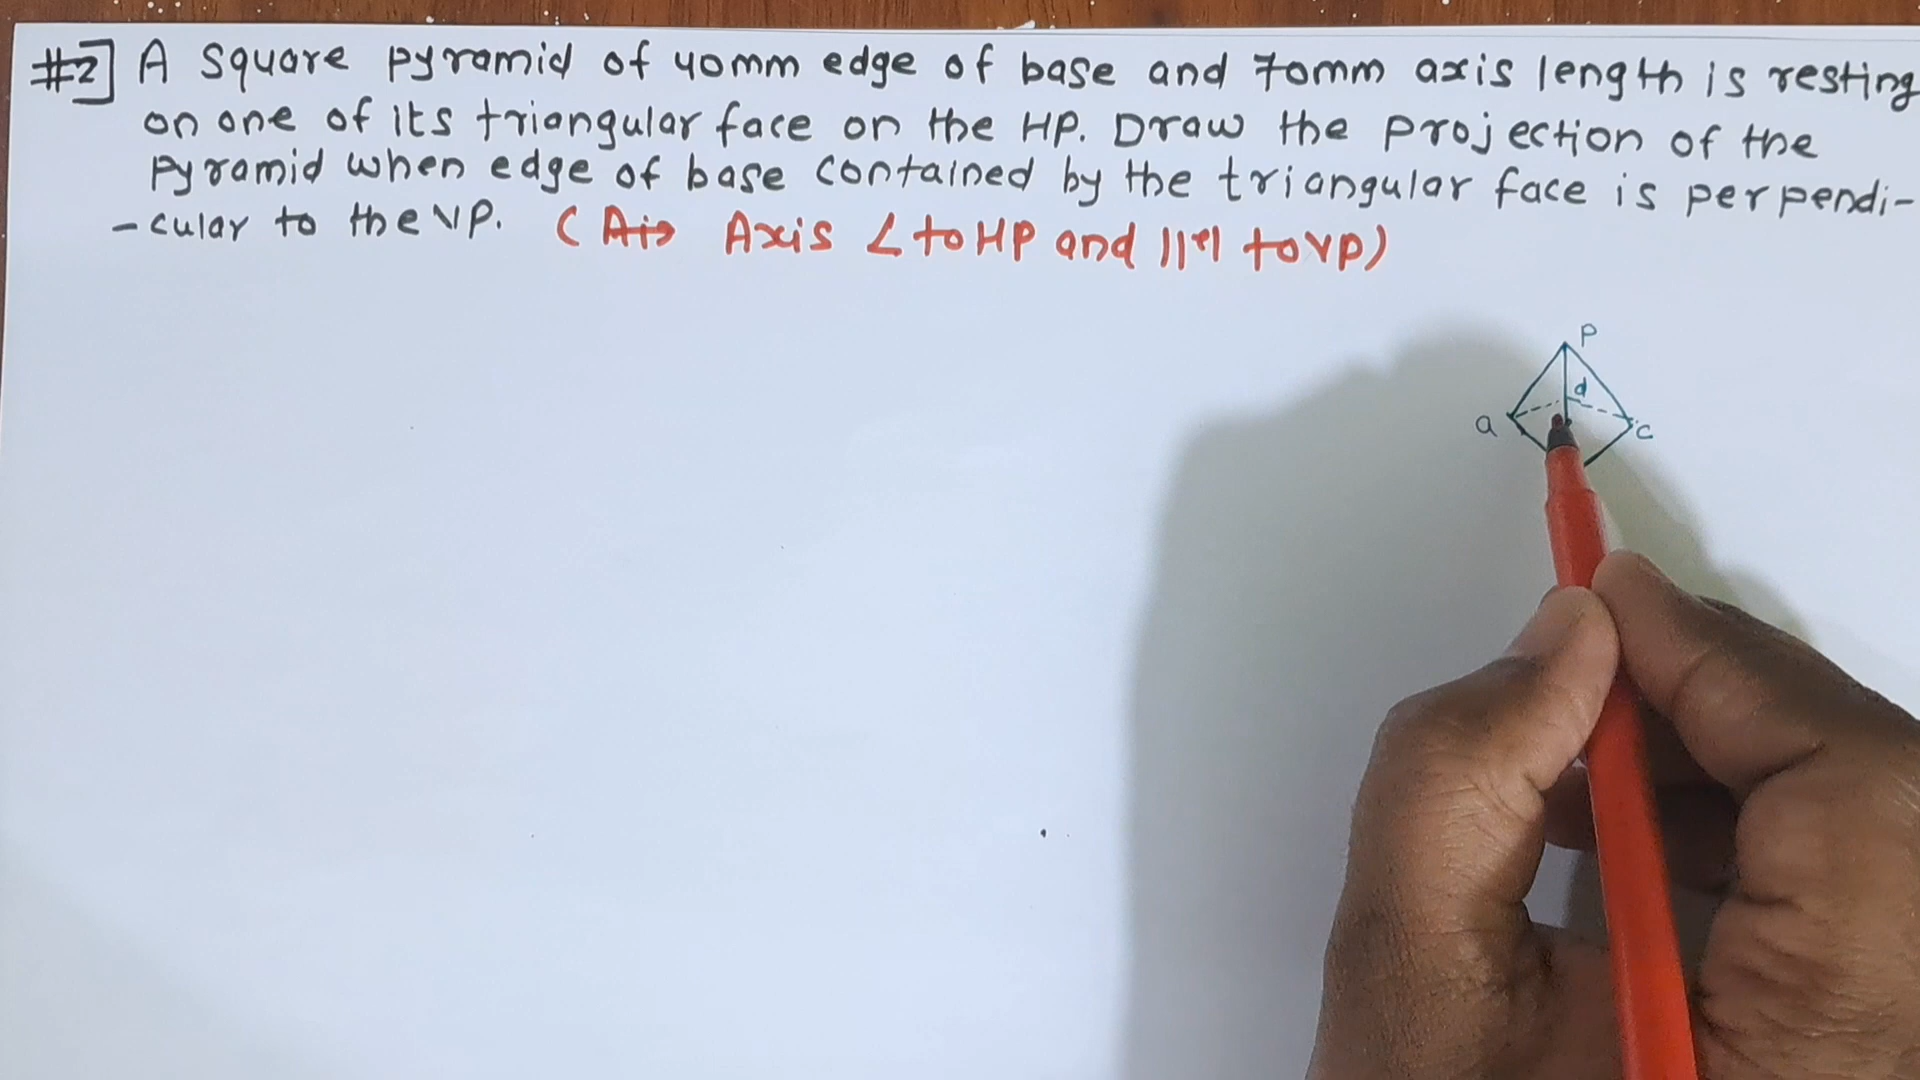 #2] A square pyramid of 40mm edge of base and 70mm axis length is resting
on one of its triangular face on the HP. Draw the projection of the
pyramid when edge of base contained by the triangular face is perpendi-
-cular to the VP. (Ais Axis ∠ to HP and ||el to VP)
P
d
a
c